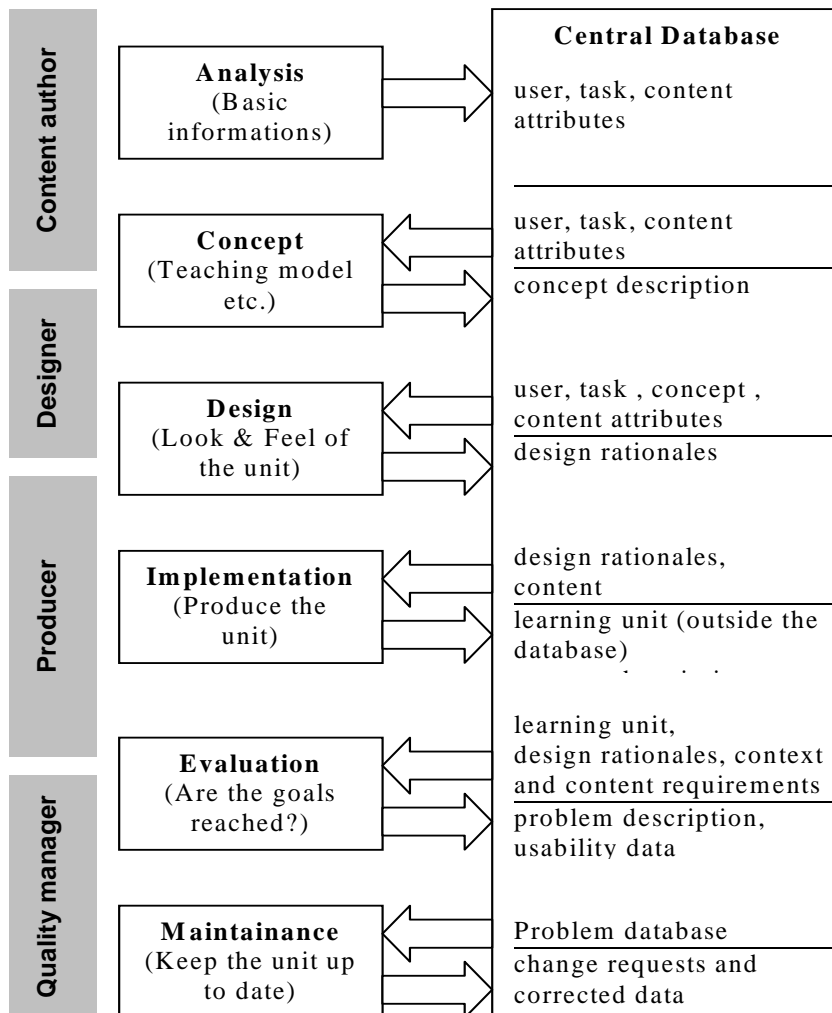 Content author
Designer
Producer
Quality manager
Analysis
(Basic
informations)
Concept
(Teaching model
etc.)
Design
(Look & Feel of
the unit)
Implementation
(Produce the
unit)
Evaluation
(Are the goals
reached?)
Maintainance
(Keep the unit up
to date)
Central Database
user, task, content
attributes
user, task, content
attributes
concept description
user, task , concept ,
content attributes
design rationales
design rationales,
content
learning unit (outside the
database)
learning unit,
design rationales, context
and content requirements
problem description,
usability data
Problem database
change requests and
corrected data